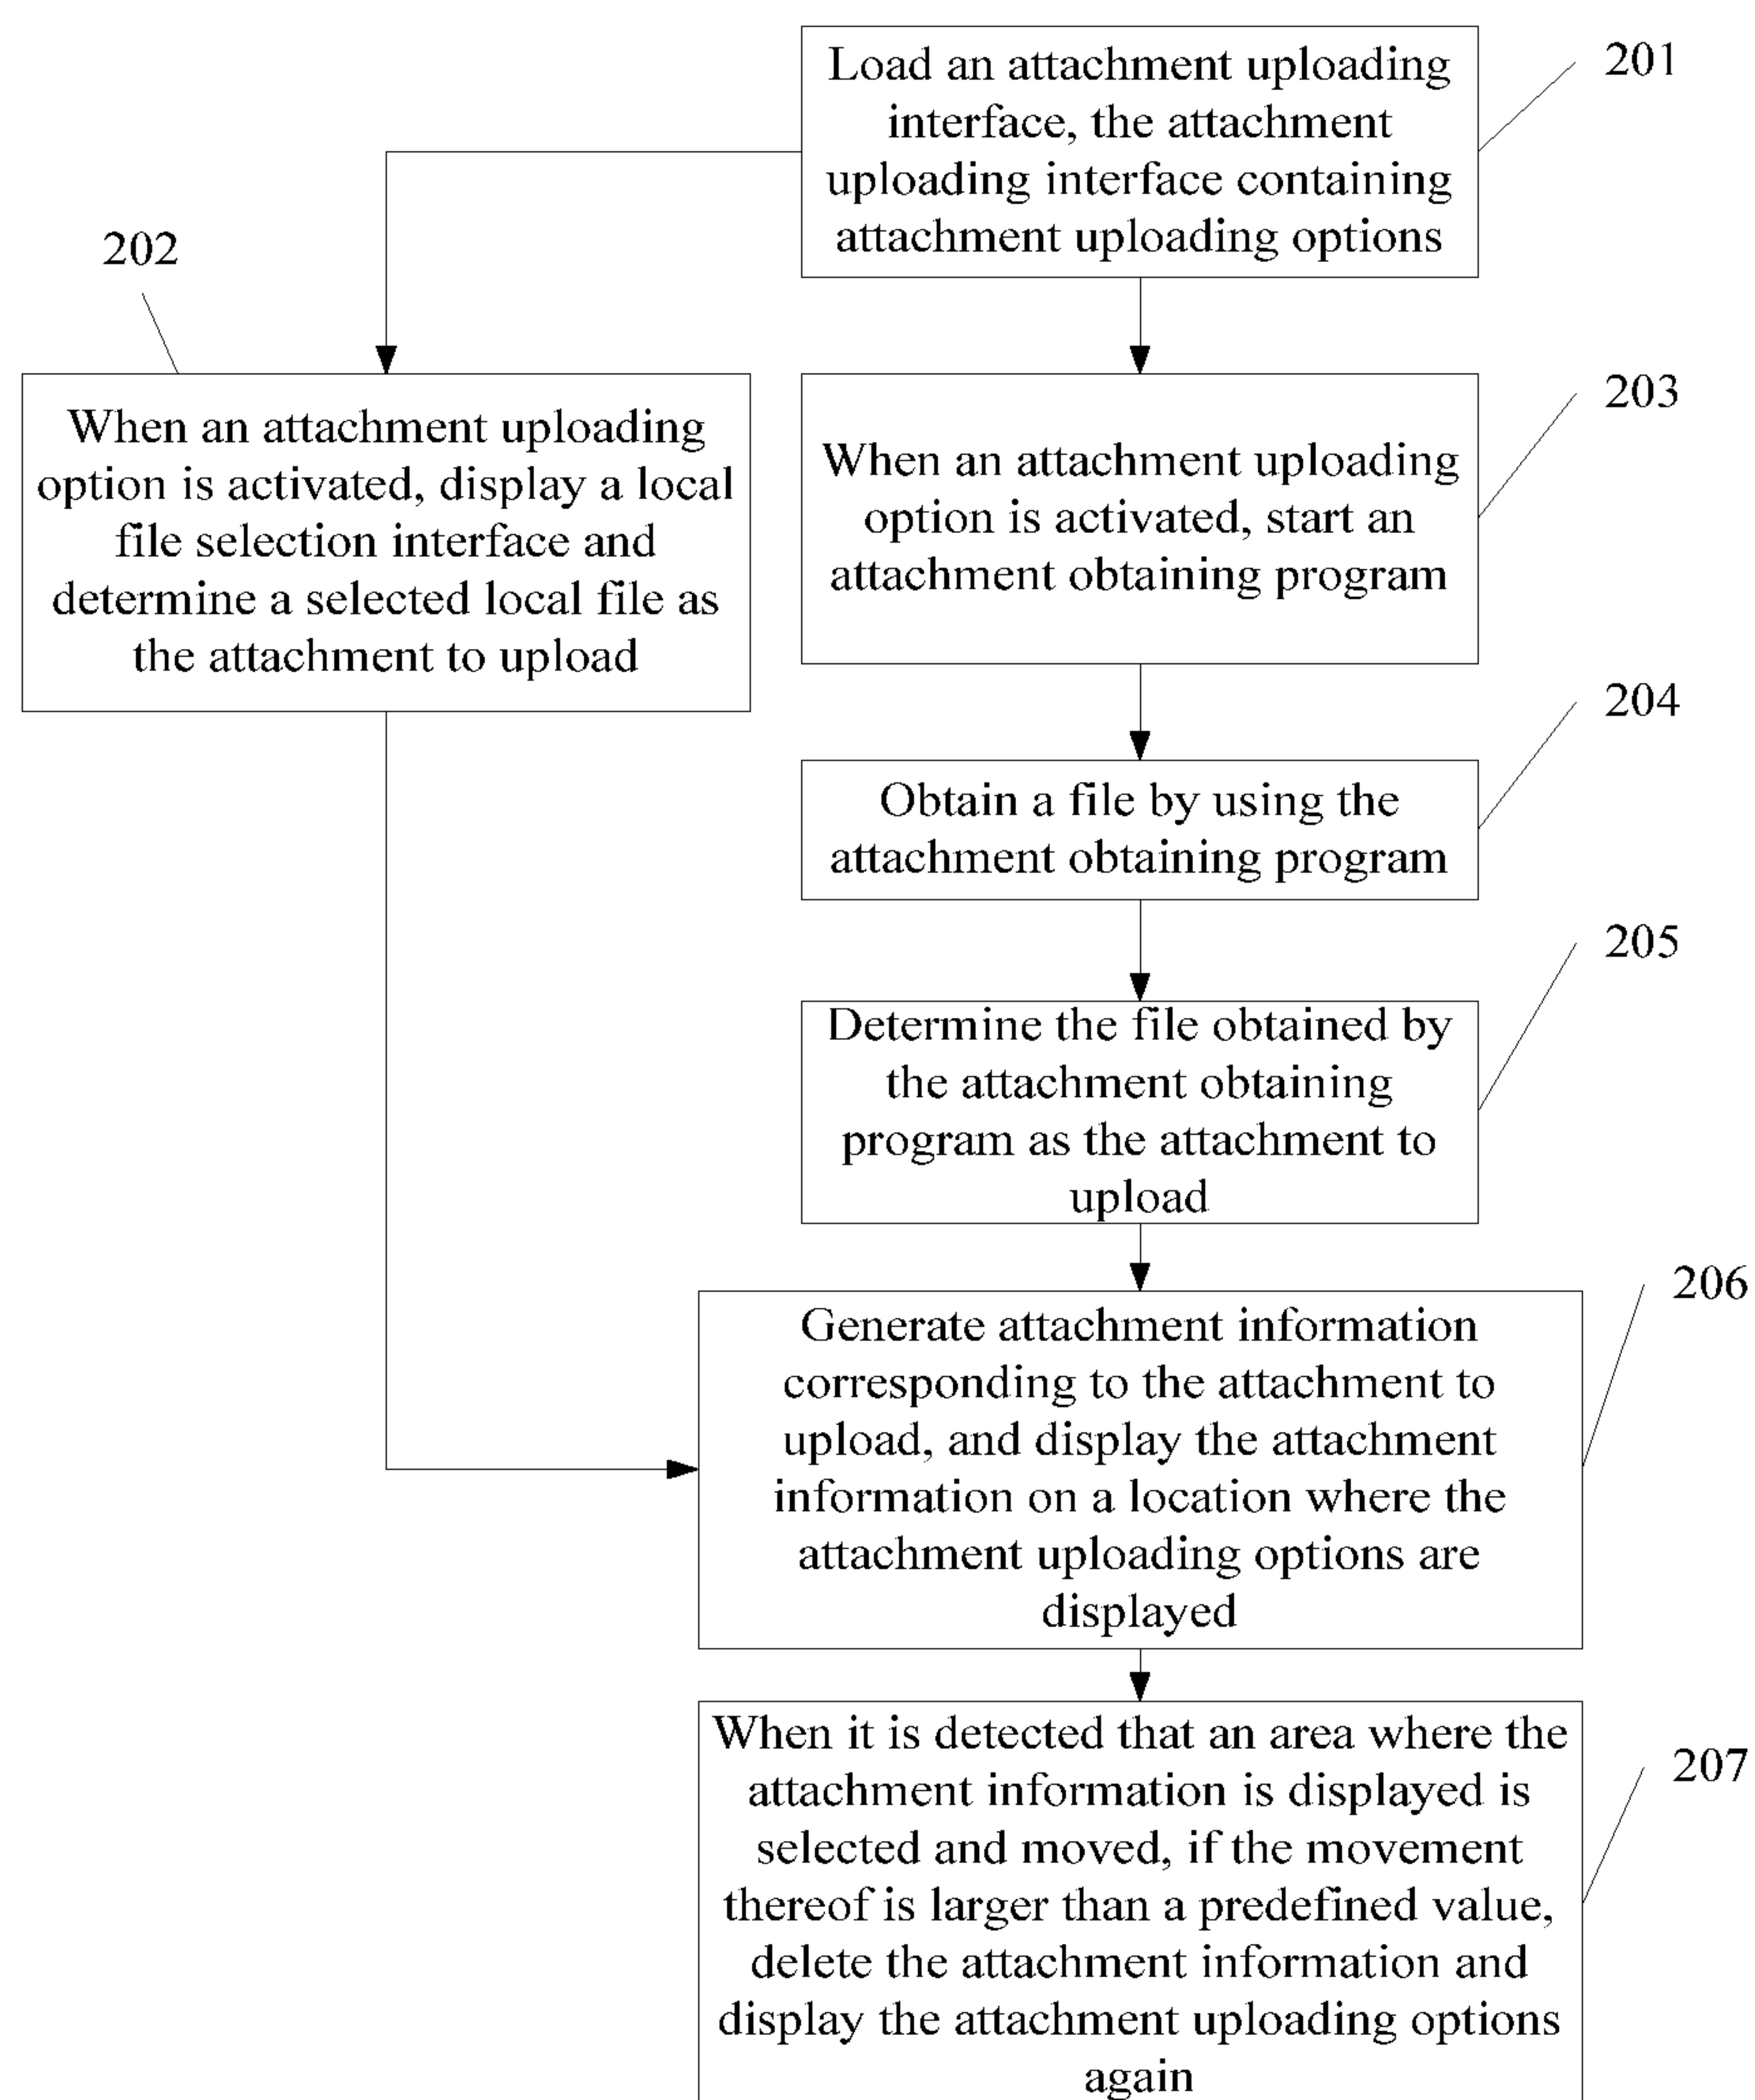 Load an attachment uploading
interface, the attachment
uploading interface containing
attachment uploading options
201
202
When an attachment uploading
option is activated, display a local
file selection interface and
determine a selected local file as
the attachment to upload
When an attachment uploading
option is activated, start an
attachment obtaining program
203
Obtain a file by using the
attachment obtaining program
204
Determine the file obtained by
the attachment obtaining
program as the attachment to
upload
205
Generate attachment information
corresponding to the attachment to
upload, and display the attachment
information on a location where the
attachment uploading options are
displayed
206
When it is detected that an area where the
attachment information is displayed is
selected and moved, if the movement
thereof is larger than a predefined value,
delete the attachment information and
display the attachment uploading options
again
207